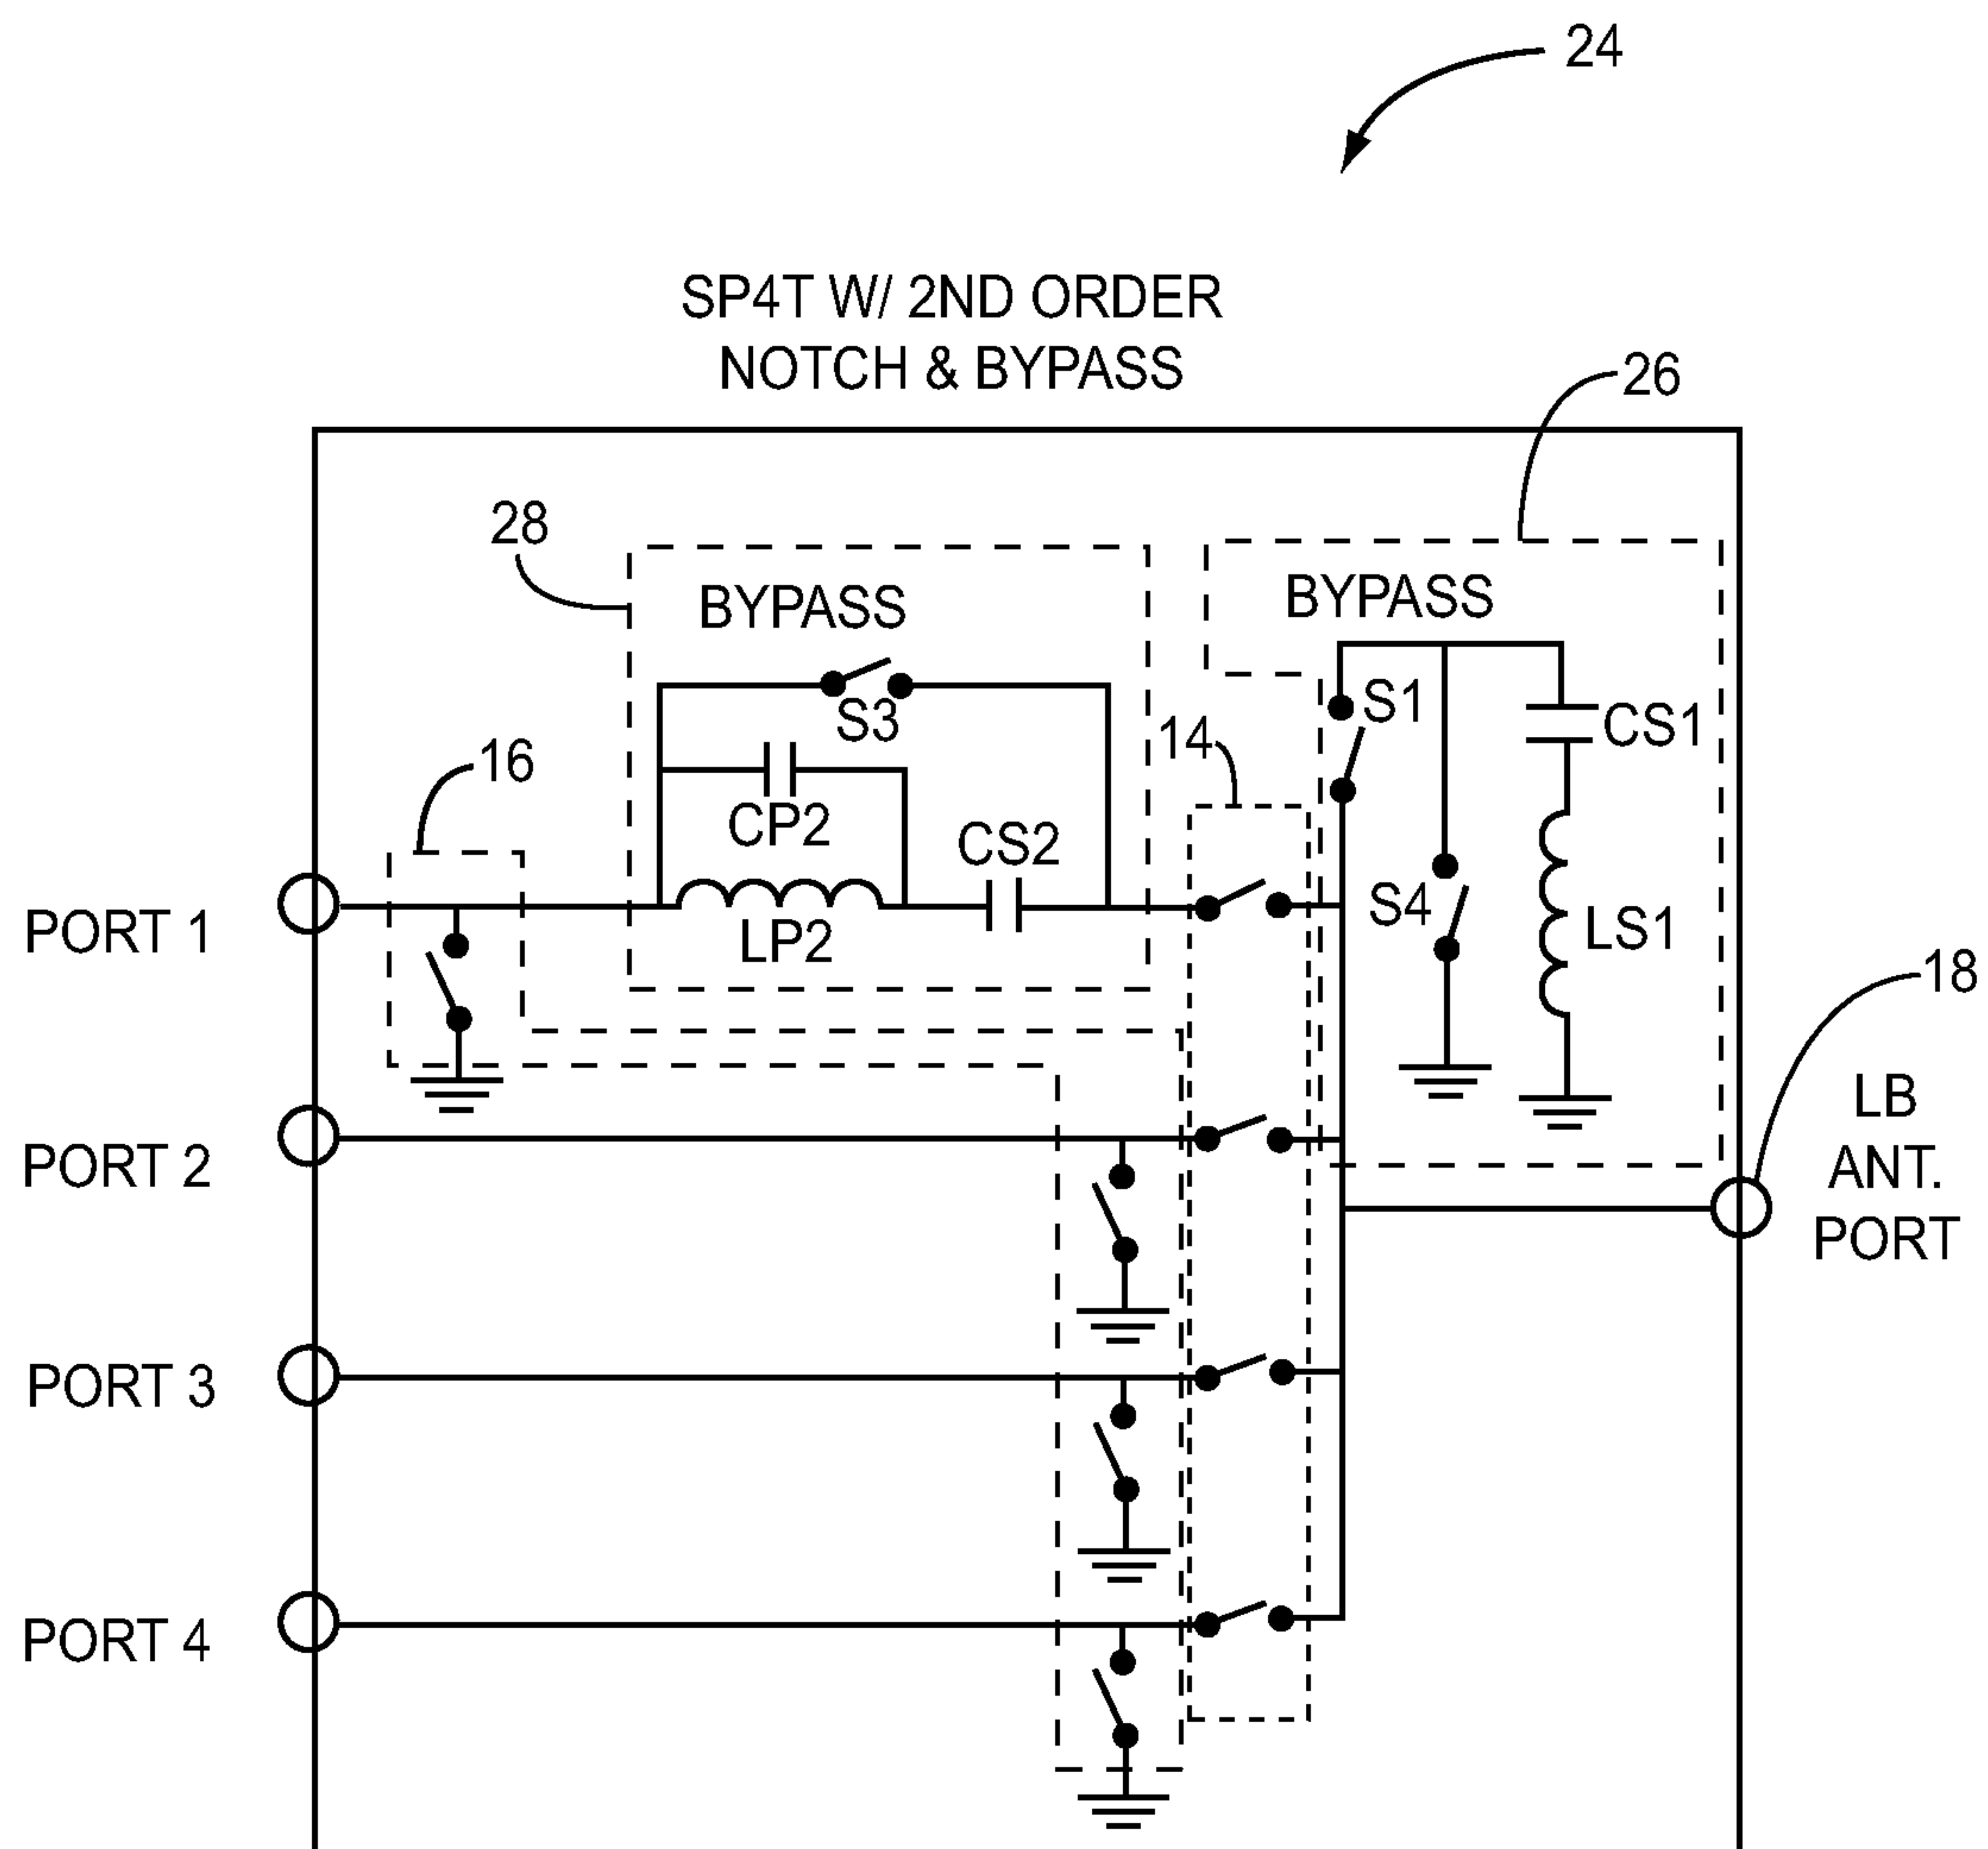 24
SP4T W/ 2ND ORDER
NOTCH & BYPASS
26
28
BYPASS
BYPASS
S3
S1
14
CS1
16
CP2
CS2
S4
LS1
PORT 1
LP2
18
LB
ANT.
PORT
PORT 2
PORT 3
PORT 4